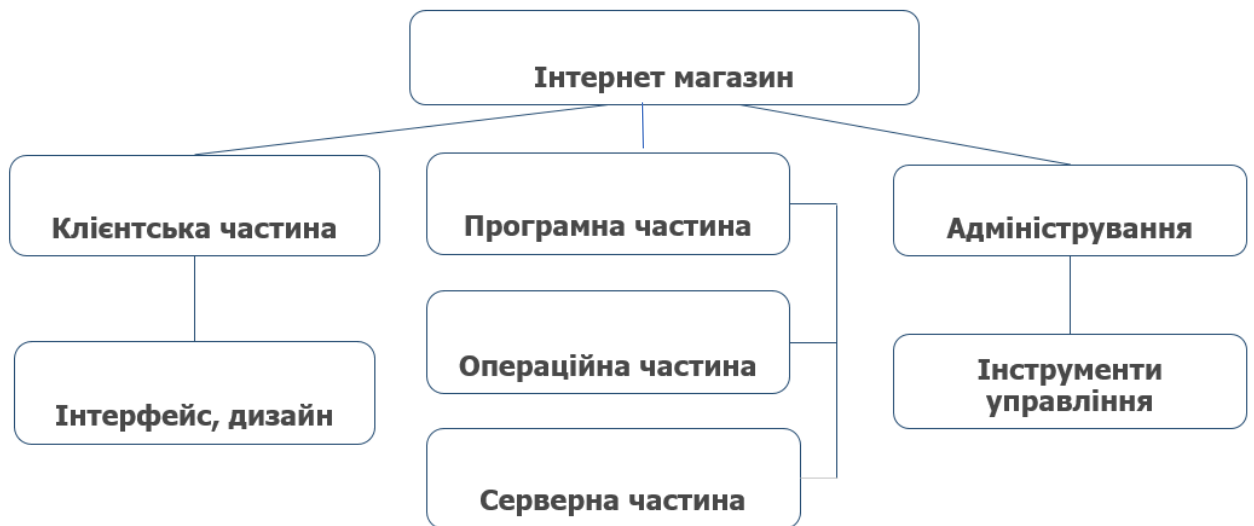 Інтернет магазин
Клієнтська частина
Програмна частина
Адміністрування
Операційна частина
Інтерфейс, дизайн
Інструменти
управління
Серверна частина